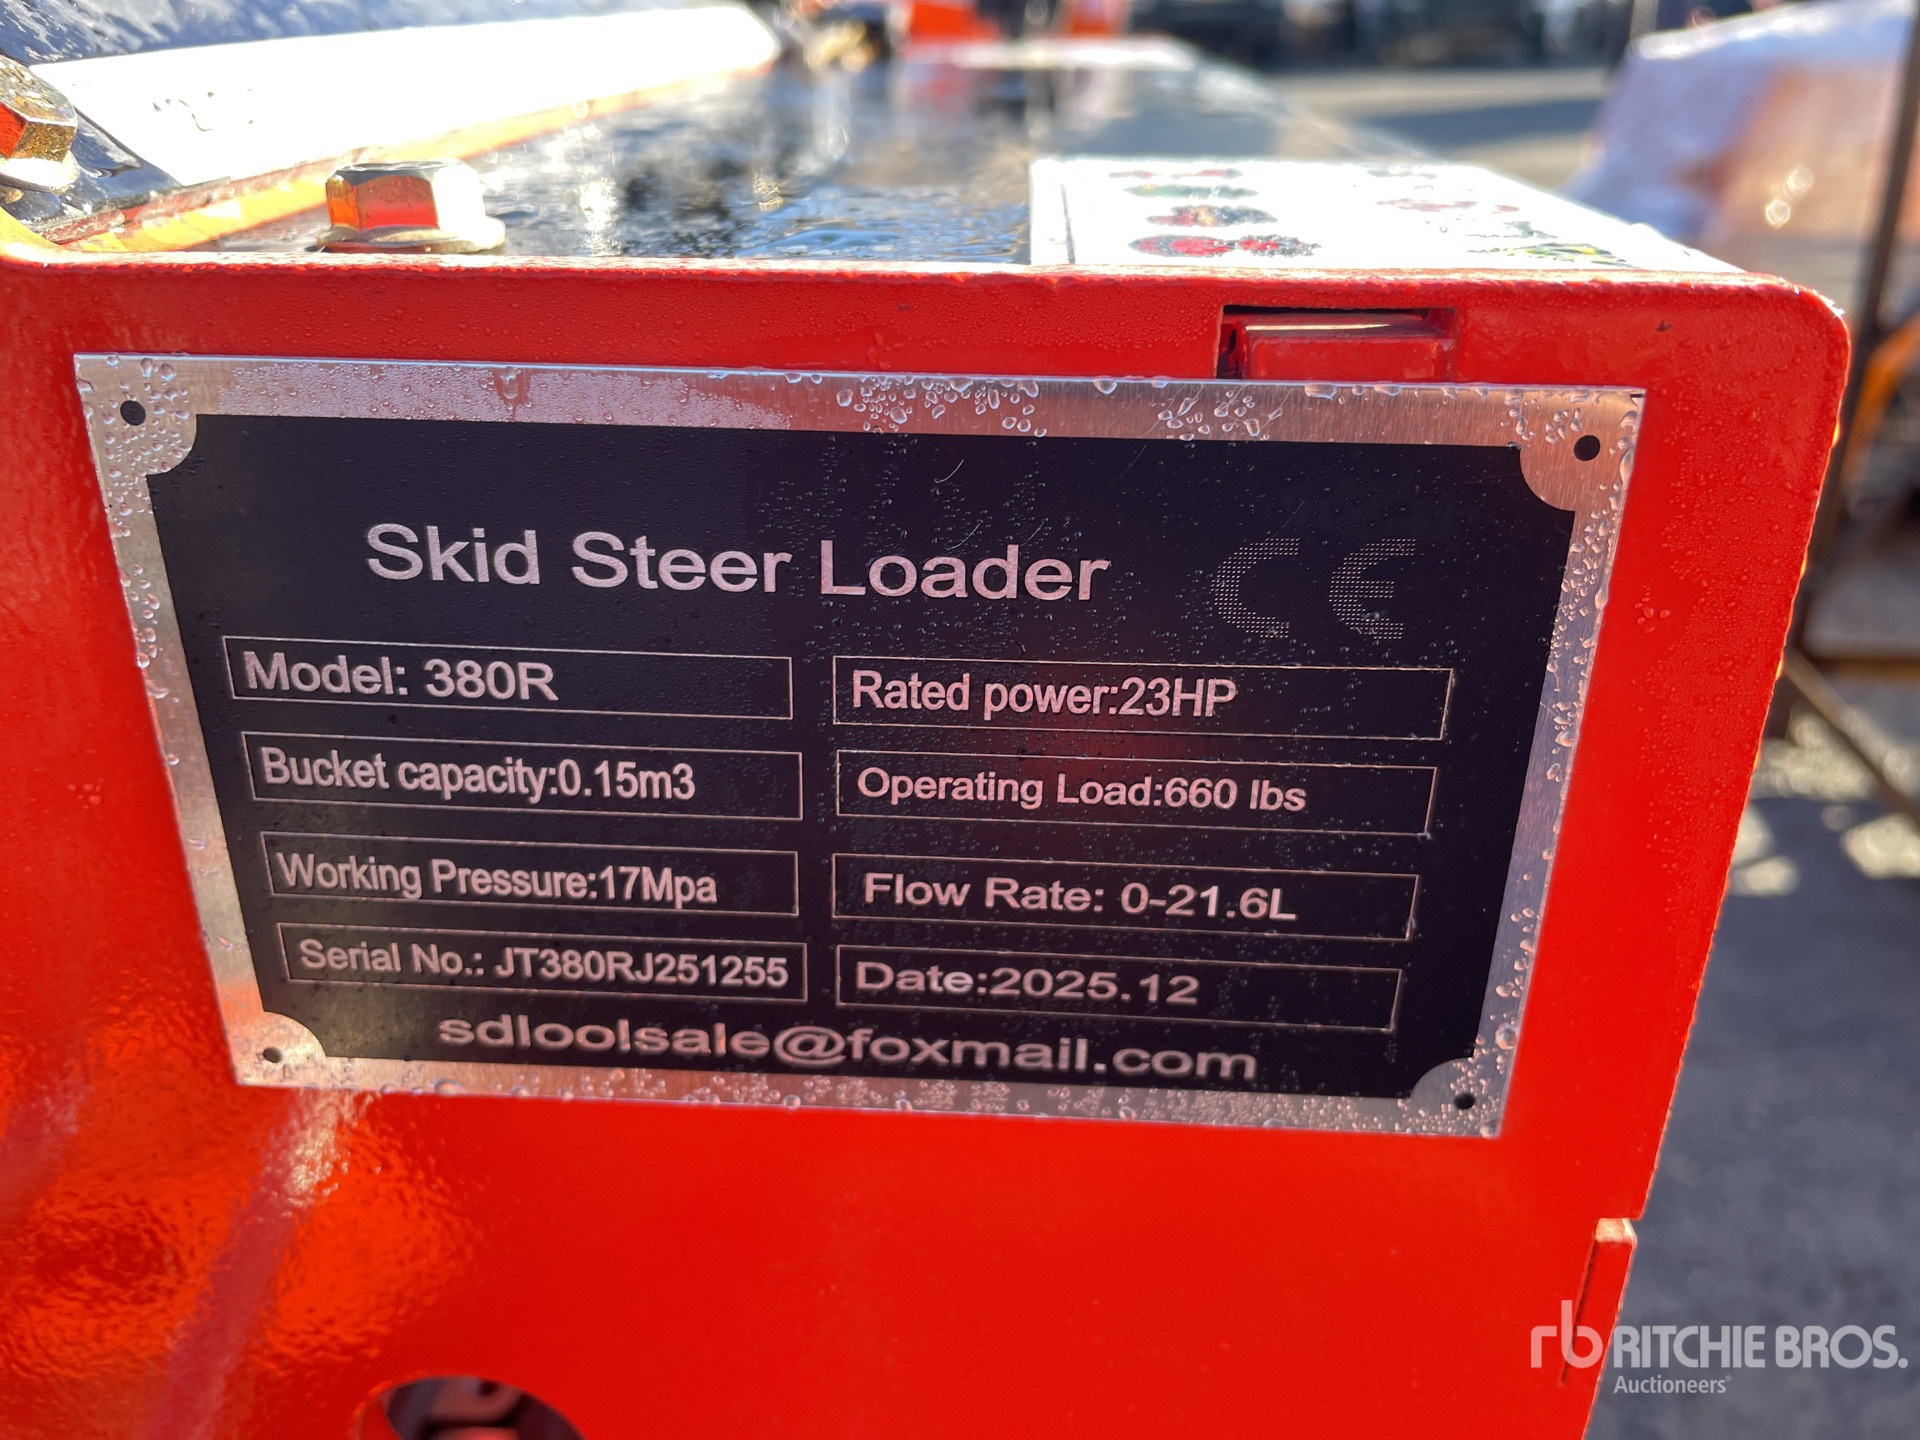 Skid Steer Loader CE
Model: 380R
Rated power:23HP
Bucket capacity:0.15m3
Operating Load:660 lbs
Working Pressure:17Mpa
Flow Rate: 0-21.6L
Serial No.: JT380RJ251255
Date:2025.12
sdloolsale@foxmail.com
rb RITCHIE BROS.
Auctioneers